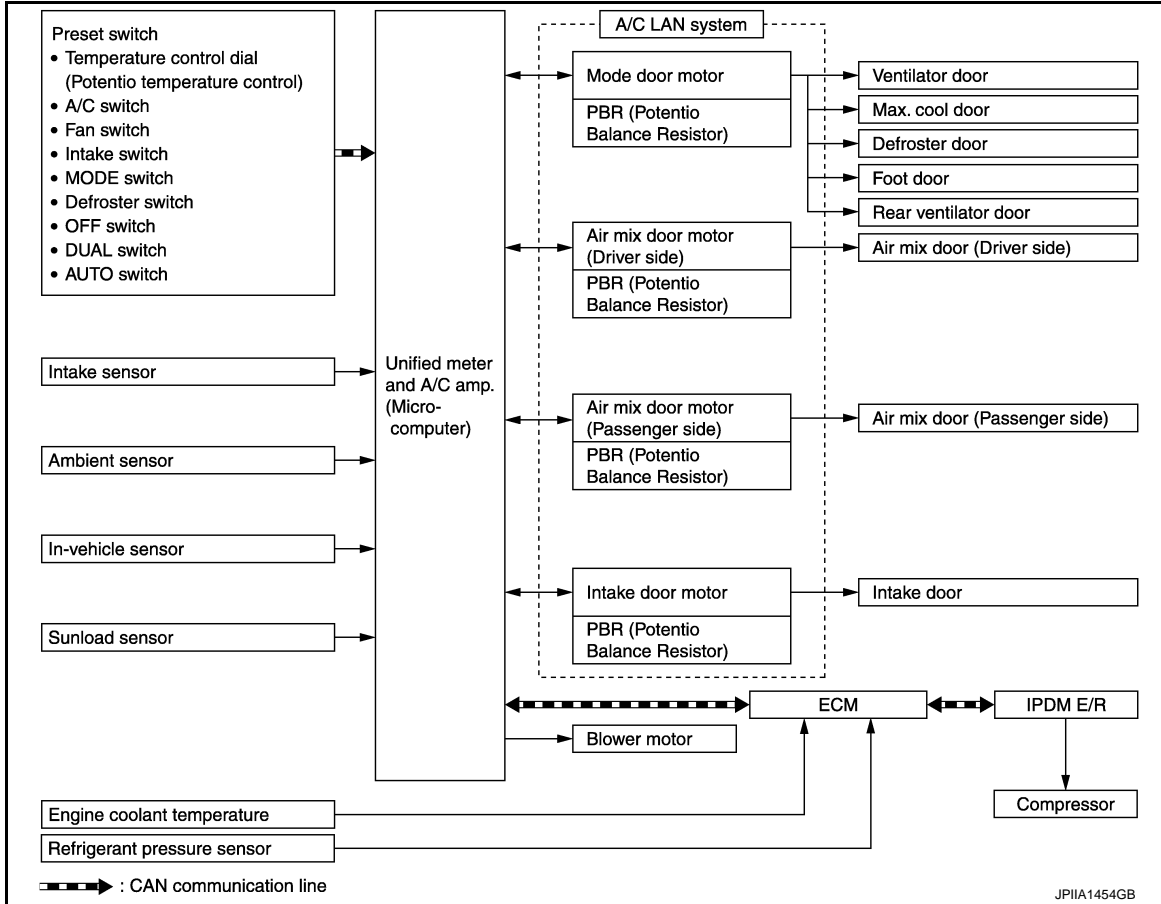 Preset switch
• Temperature control dial
(Potentio temperature control)
• A/C switch
• Fan switch
• Intake switch
• MODE switch
• Defroster switch
• OFF switch
• DUAL switch
• AUTO switch
Intake sensor
Ambient sensor
In-vehicle sensor
Sunload sensor
Unified meter
and A/C amp.
(Micro-
computer)
A/C LAN system
Mode door motor
PBR (Potentio
Balance Resistor)
Ventilator door
Max. cool door
Defroster door
Foot door
Rear ventilator door
Air mix door motor
(Driver side)
PBR (Potentio
Balance Resistor)
Air mix door (Driver side)
Air mix door motor
(Passenger side)
PBR (Potentio
Balance Resistor)
Air mix door (Passenger side)
Intake door motor
PBR (Potentio
Balance Resistor)
Intake door
ECM
IPDM E/R
Blower motor
Compressor
Engine coolant temperature
Refrigerant pressure sensor
: CAN communication line
JPIIA1454GB